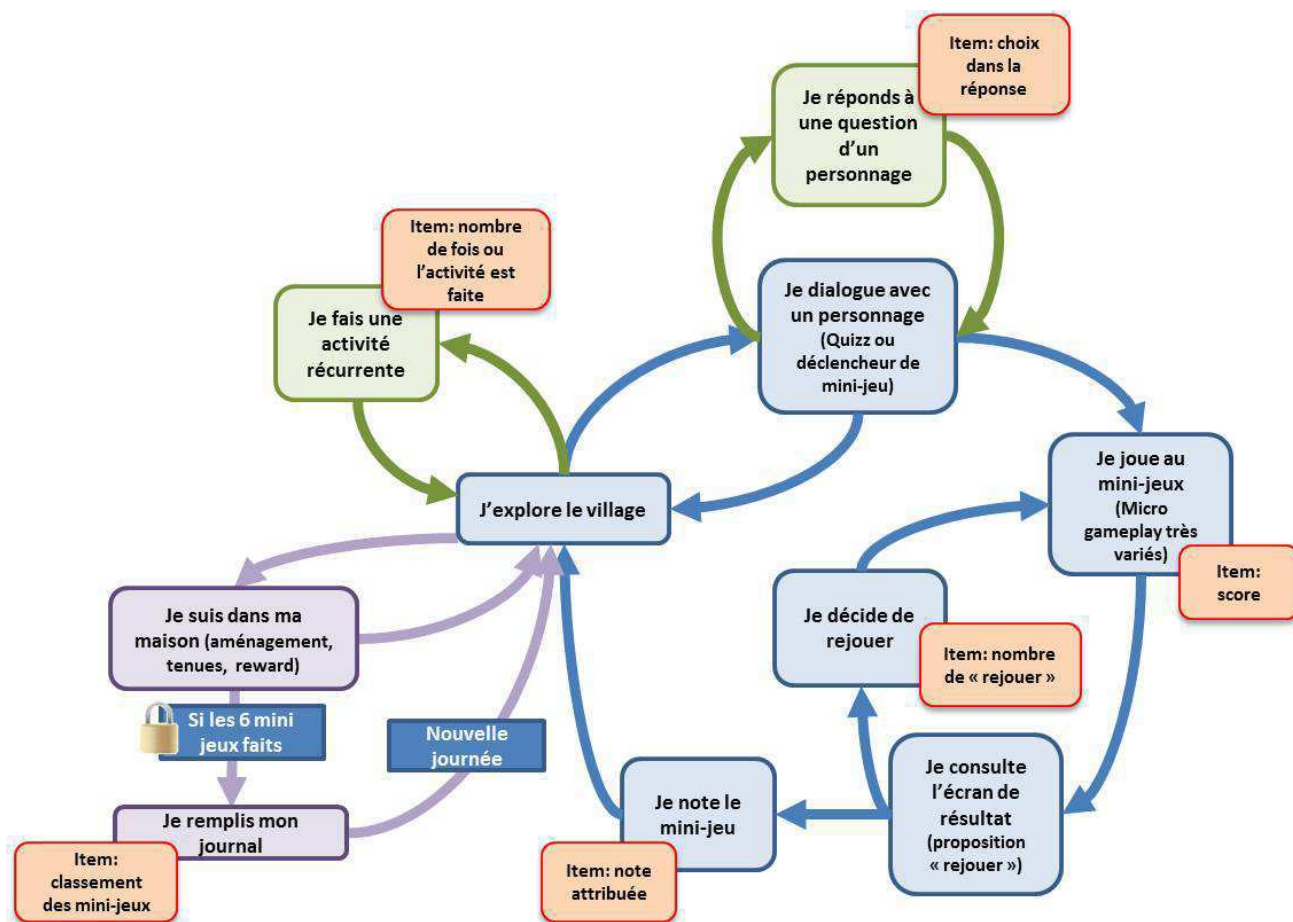 Item: choix
dans la
réponse
Je réponds à
une question
d'un
personnage
Item: nombre
de fois ou
l'activité est
faite
Je fais une
activité
récurrente
Je dialogue avec
un personnage
(Quizz ou
déclencheur de
mini-jeu)
J'explore le village
Je joue au
mini-jeux
(Micro
gameplay très
variés)
Item:
score
Je suis dans ma
maison (aménagement,
tenues, reward)
Je décide de
rejouer
Item: nombre
de « rejouer »
Si les 6 mini
jeux faits
Nouvelle
journée
Je consulte
l'écran de
résultat
(proposition
« rejouer »)
Je note le
mini-jeu
Item: note
attribuée
Je remplis mon
journal
Item:
classement
des mini-jeux